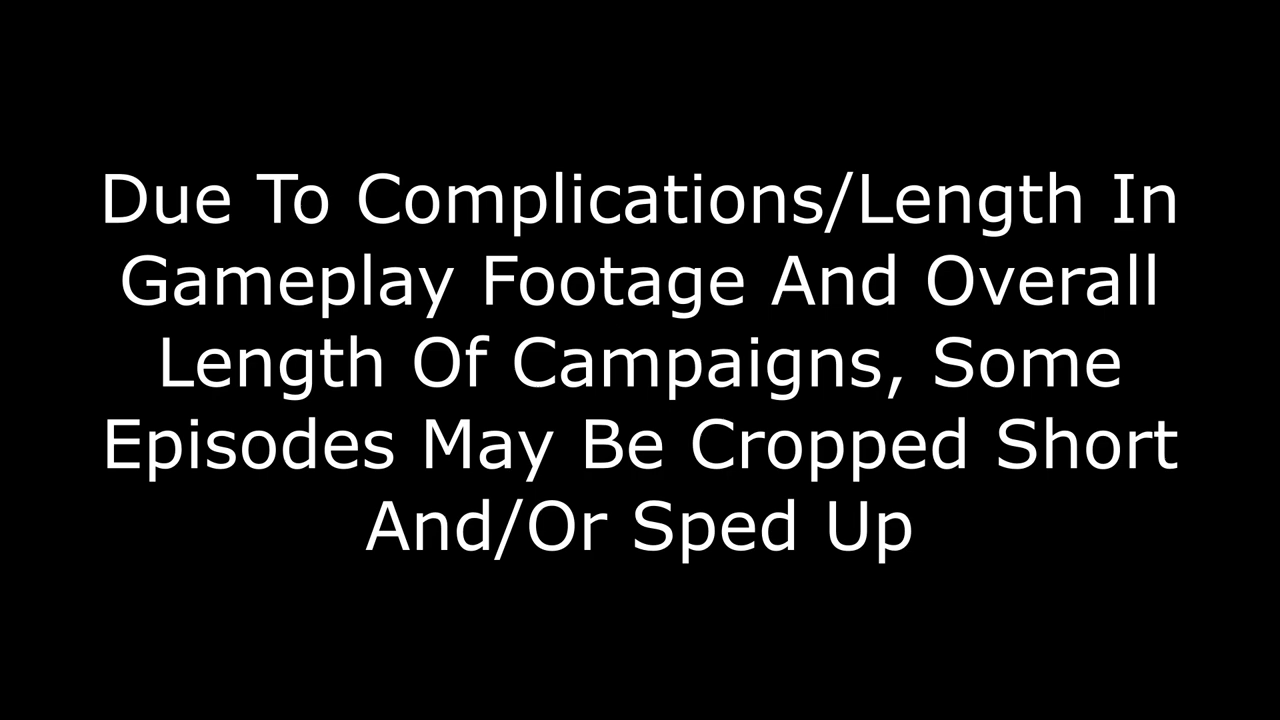 Due To Complications/Length In
Gameplay Footage And Overall
Length Of Campaigns, Some
Episodes May Be Cropped Short
And/Or Sped Up